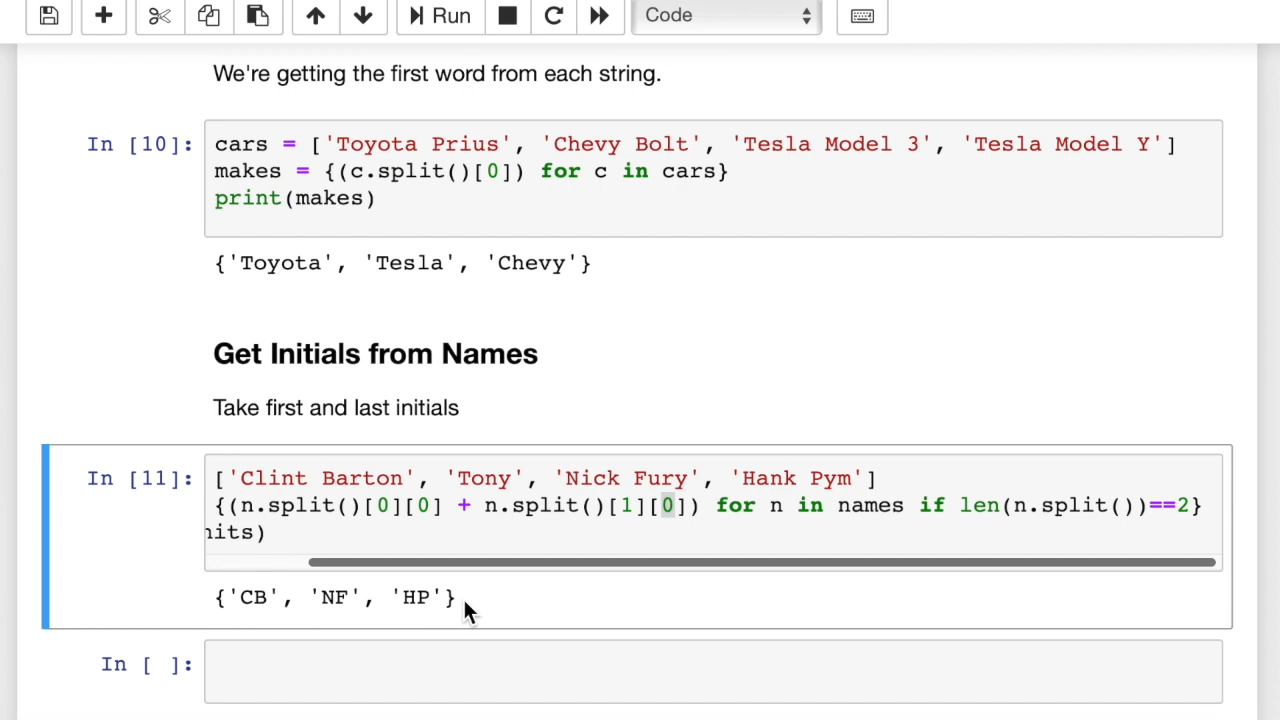 Run
Code
We're getting the first word from each string.
In [10]:
cars = ['Toyota Prius', 'Chevy Bolt', 'Tesla Model 3', 'Tesla Model Y']
makes = {(c.split()[0]) for c in cars}
print(makes)
{'Toyota', 'Tesla', 'Chevy'}
Get Initials from Names
Take first and last initials
In [11]:
['Clint Barton', 'Tony', 'Nick Fury', 'Hank Pym']
{(n.split()[0][0] + n.split()[1][0]) for n in names if len(n.split())==2}
nits)
{'CB', 'NF', 'HP'}
In [ ]: